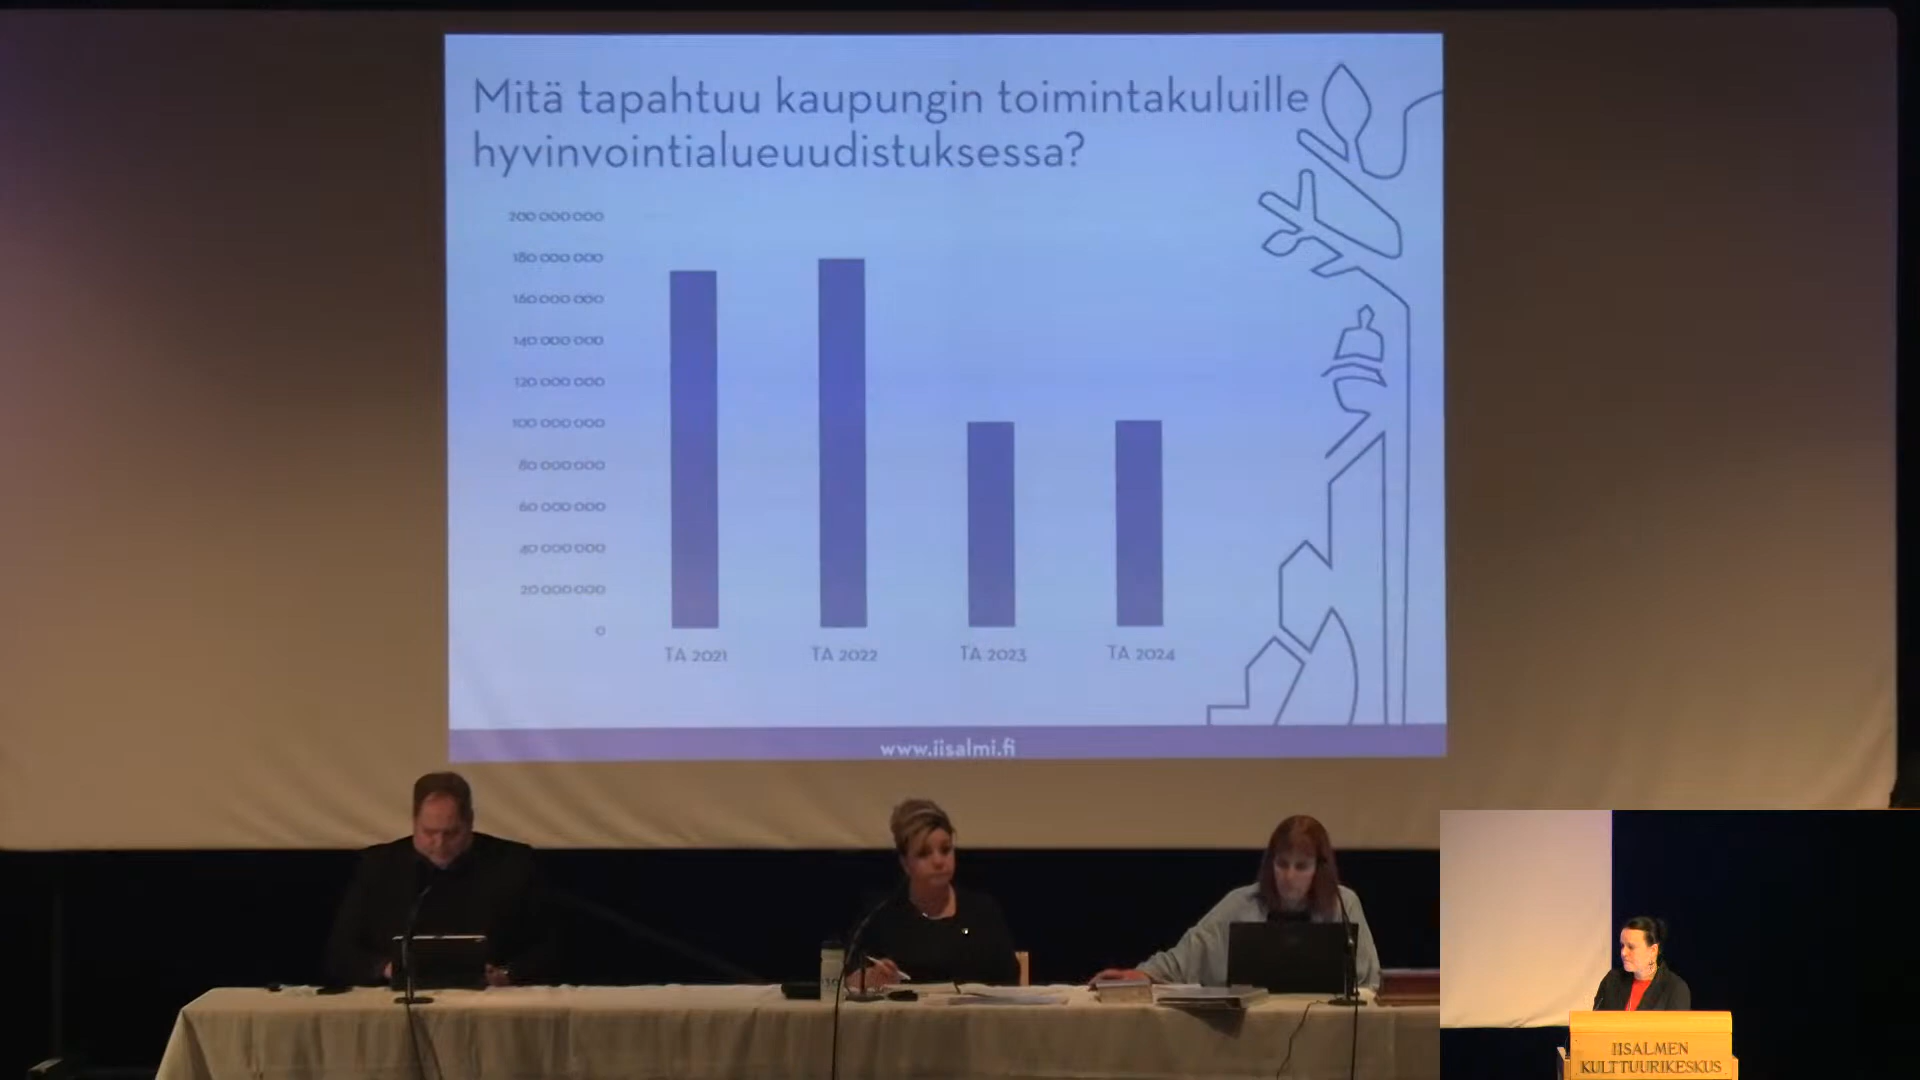 Mitä tapahtuu kaupungin toimintakuluille
hyvinvointialueuudistuksessa?
200 000 000
180 000 000
160 000 000
140 000 000
120 000 000
100 000 000
80 000 000
60 000 000
40 000 000
20 000 000
0
TA 2021
TA 2022
TA 2023
TA 2024
www.iisalmi.fi
IISALMEN
KULTTUURIKESKUS